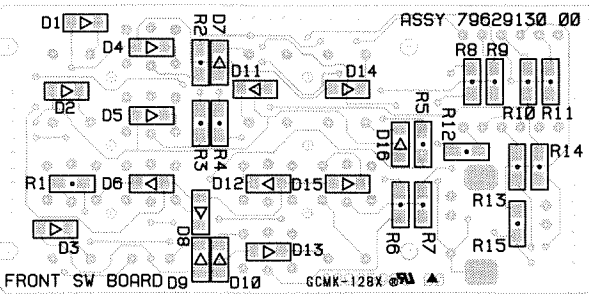 D1
R2
D7
ASSY 79629130 00
D4
R8
R9
D11
D14
D2
D5
R5
R12
R10
R11
D16
R3
R4
R14
R1
D6
D12
D15
R13
D3
D8
R6
R7
R15
D13
FRONT SW BOARD
D9
D10
GCMK-128X